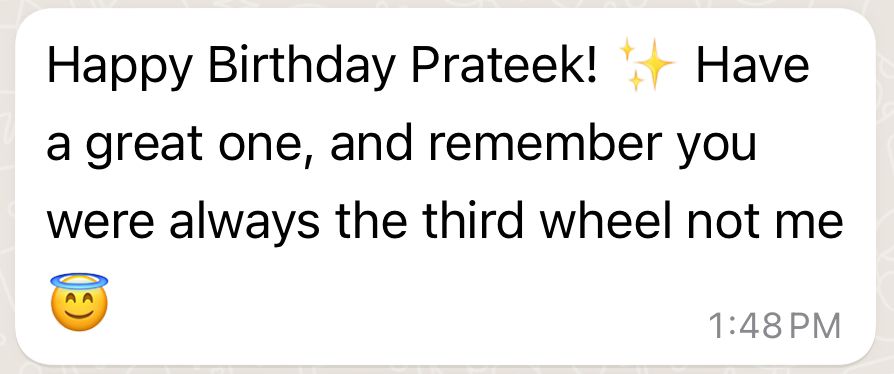 Happy Birthday Prateek! ✨ Have
a great one, and remember you
were always the third wheel not me
😇
1:48 PM